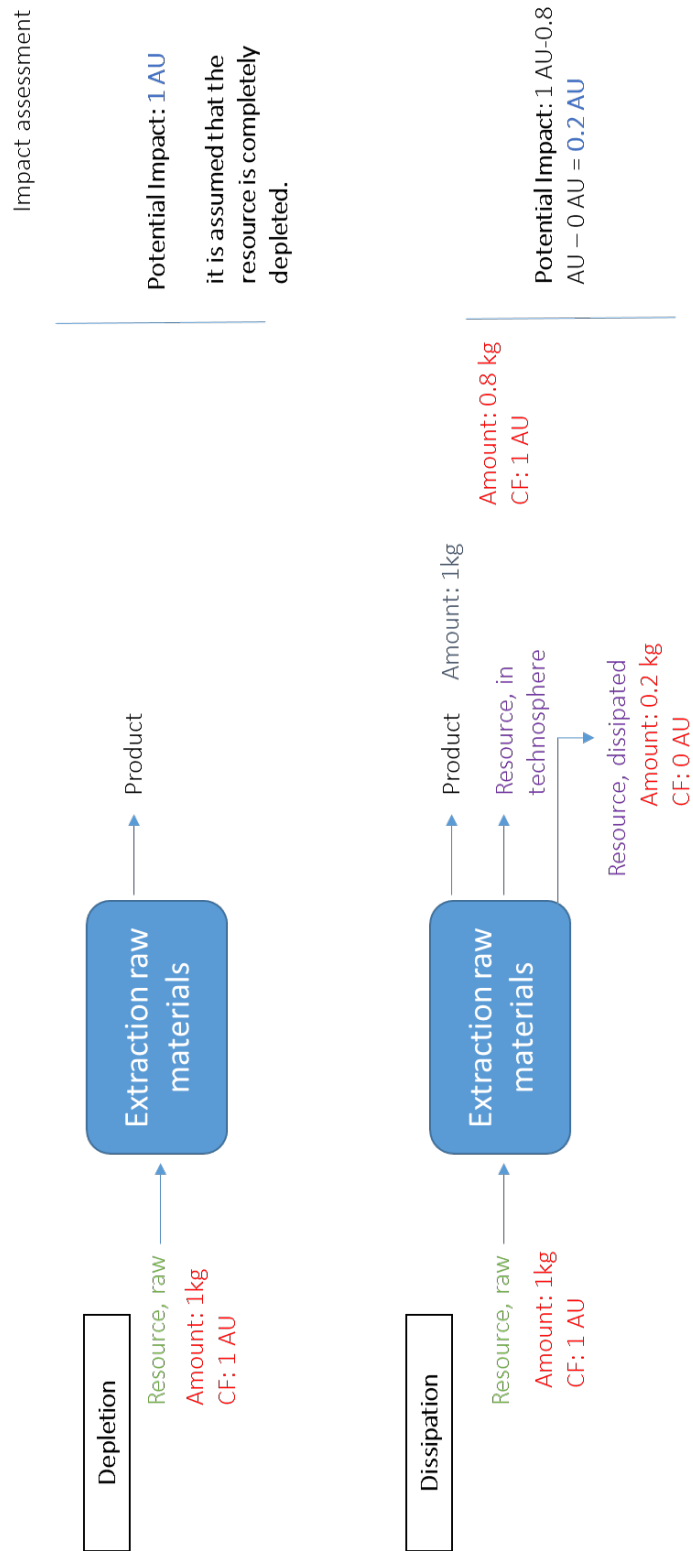 Impact assessment
Depletion
Resource, raw
Amount: 1kg
CF: 1 AU
Extraction raw
materials
Product
Potential Impact: 1 AU
it is assumed that the
resource is completely
depleted.
Dissipation
Resource, raw
Amount: 1kg
CF: 1 AU
Extraction raw
materials
Product
Amount: 1kg
Resource, in
technosphere
Amount: 0.8 kg
CF: 1 AU
Resource, dissipated
Amount: 0.2 kg
CF: 0 AU
Potential Impact: 1 AU-0.8
AU – 0 AU = 0.2 AU